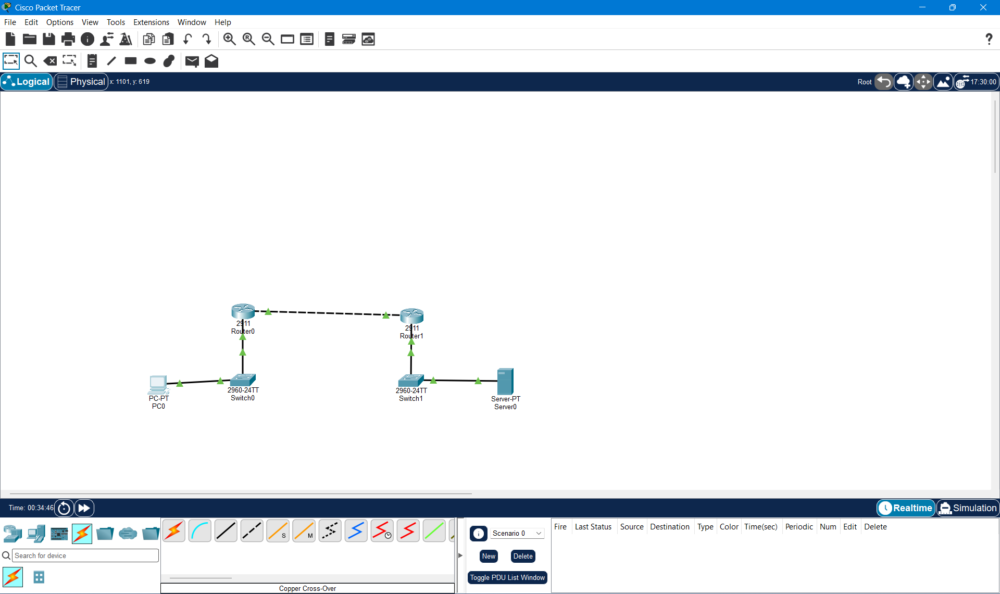 Cisco Packet Tracer
File Edit Options View Tools Extensions Window Help
Logical Physical x: 1101, y: 619 Root 17:30:00
2911
Router0
2911
Router1
PC-PT
PC0
2960-24TT
Switch0
2960-24TT
Switch1
Server-PT
Server0
Time: 00:34:46 Realtime Simulation
S M
Search for device
Copper Cross-Over
Scenario 0
New Delete
Toggle PDU List Window
Fire Last Status Source Destination Type Color Time(sec) Periodic Num Edit Delete